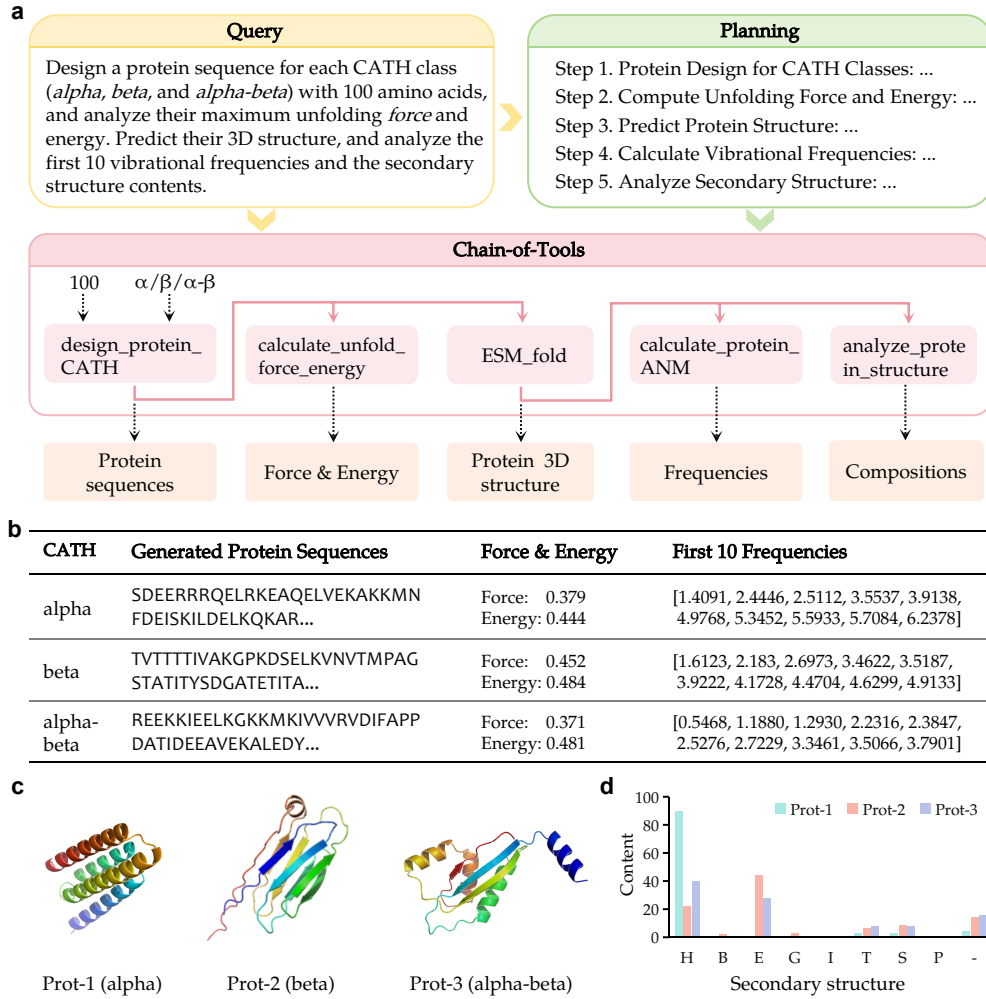 a
Query
Design a protein sequence for each CATH class
(alpha, beta, and alpha-beta) with 100 amino acids,
and analyze their maximum unfolding force and
energy. Predict their 3D structure, and analyze the
first 10 vibrational frequencies and the secondary
structure contents.
Planning
Step 1. Protein Design for CATH Classes: ...
Step 2. Compute Unfolding Force and Energy: ...
Step 3. Predict Protein Structure: ...
Step 4. Calculate Vibrational Frequencies: ...
Step 5. Analyze Secondary Structure: ...
Chain-of-Tools
100 α/β/α-β
design_protein_
CATH
calculate_unfold_
force_energy
ESM_fold
calculate_protein_
ANM
analyze_prote
in_structure
Protein
sequences
Force & Energy
Protein 3D
structure
Frequencies
Compositions
b
CATH Generated Protein Sequences Force & Energy First 10 Frequencies
alpha
SDEERRRRQELRKEAQELVEKAKKMN
FDEISKILDELKQKAR...
Force: 0.379
Energy: 0.444
[1.4091, 2.4446, 2.5112, 3.5537, 3.9138,
4.9768, 5.3452, 5.5933, 5.7084, 6.2378]
beta
TVTTTTIVAKGPKDSELKVNVTMPAG
STATITYSDGATETITA...
Force: 0.452
Energy: 0.484
[1.6123, 2.183, 2.6973, 3.4622, 3.5187,
3.9222, 4.1728, 4.4704, 4.6299, 4.9133]
alpha-
beta
REEKKIEELKGKKMKIVVVRVDIFAPP
DATIDEEAVEKALEDY...
Force: 0.371
Energy: 0.481
[0.5468, 1.1880, 1.2930, 2.2316, 2.3847,
2.5276, 2.7229, 3.3461, 3.5066, 3.7901]
c
Prot-1 (alpha)
Prot-2 (beta)
Prot-3 (alpha-beta)
d
Prot-1 Prot-2 Prot-3
Content
100
80
60
40
20
0
H B E G I T S P -
Secondary structure